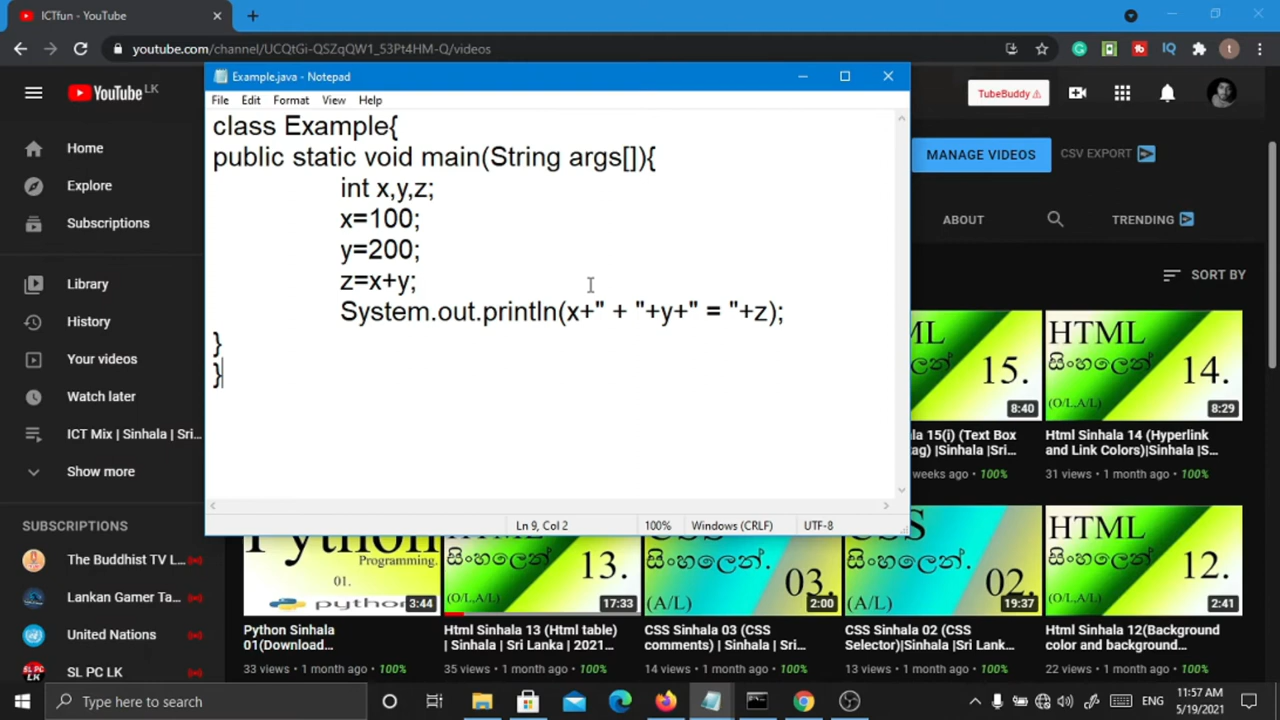 ICTfun - YouTube
youtube.com/channel/UCQtGi-QSZqQW1_53Pt4HM-Q/videos
YouTube LK
TubeBuddy
Example.java - Notepad
File Edit Format View Help
class Example{
public static void main(String args[]){
int x,y,z;
x=100;
y=200;
z=x+y;
System.out.println(x+" + "+y+" = "+z);
}
}
Ln 9, Col 2 100% Windows (CRLF) UTF-8
Home
Explore
Subscriptions
Library
History
Your videos
Watch later
ICT Mix | Sinhala | Sri...
Show more
SUBSCRIPTIONS
The Buddhist TV L...
Lankan Gamer Ta...
United Nations
SL PC LK
MANAGE VIDEOS CSV EXPORT
ABOUT TRENDING
SORT BY
සිංහලෙන් 15.
(O/L,A/L)
8:40
HTML
සිංහලෙන් 14.
(O/L,A/L)
8:29
15(i) (Text Box
|Sinhala |Sri...
weeks ago • 100%
Html Sinhala 14 (Hyperlink
and Link Colors)|Sinhala |S...
31 views • 1 month ago • 100%
Python
Programming.
01.
python
3:44
සිංහලෙන් 13.
(O/L,A/L)
17:33
CSS
සිංහලෙන්
03.
(A/L)
2:00
CSS
සිංහලෙන්
02.
(A/L)
19:37
HTML
සිංහලෙන් 12.
(O/L,A/L)
2:41
Python Sinhala
01(Download...
33 views • 1 month ago • 100%
Html Sinhala 13 (Html table)
| Sinhala | Sri Lanka | 2021...
35 views • 1 month ago • 100%
CSS Sinhala 03 (CSS
comments) | Sinhala | Sri...
14 views • 1 month ago • 100%
CSS Sinhala 02 (CSS
Selector)|Sinhala |Sri Lank...
13 views • 1 month ago • 100%
Html Sinhala 12(Background
color and background...
22 views • 1 month ago • 100%
Type here to search
ENG
11:57 AM
5/19/2021